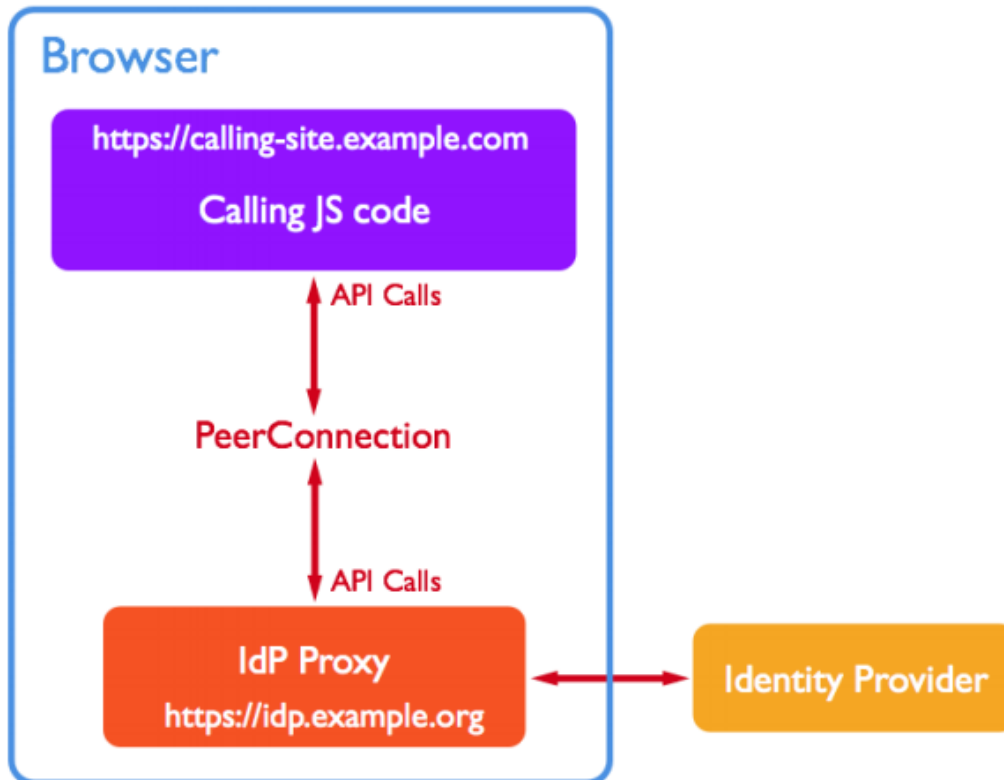 Browser
https://calling-site.example.com
Calling JS code
API Calls
PeerConnection
API Calls
IdP Proxy
https://idp.example.org
Identity Provider